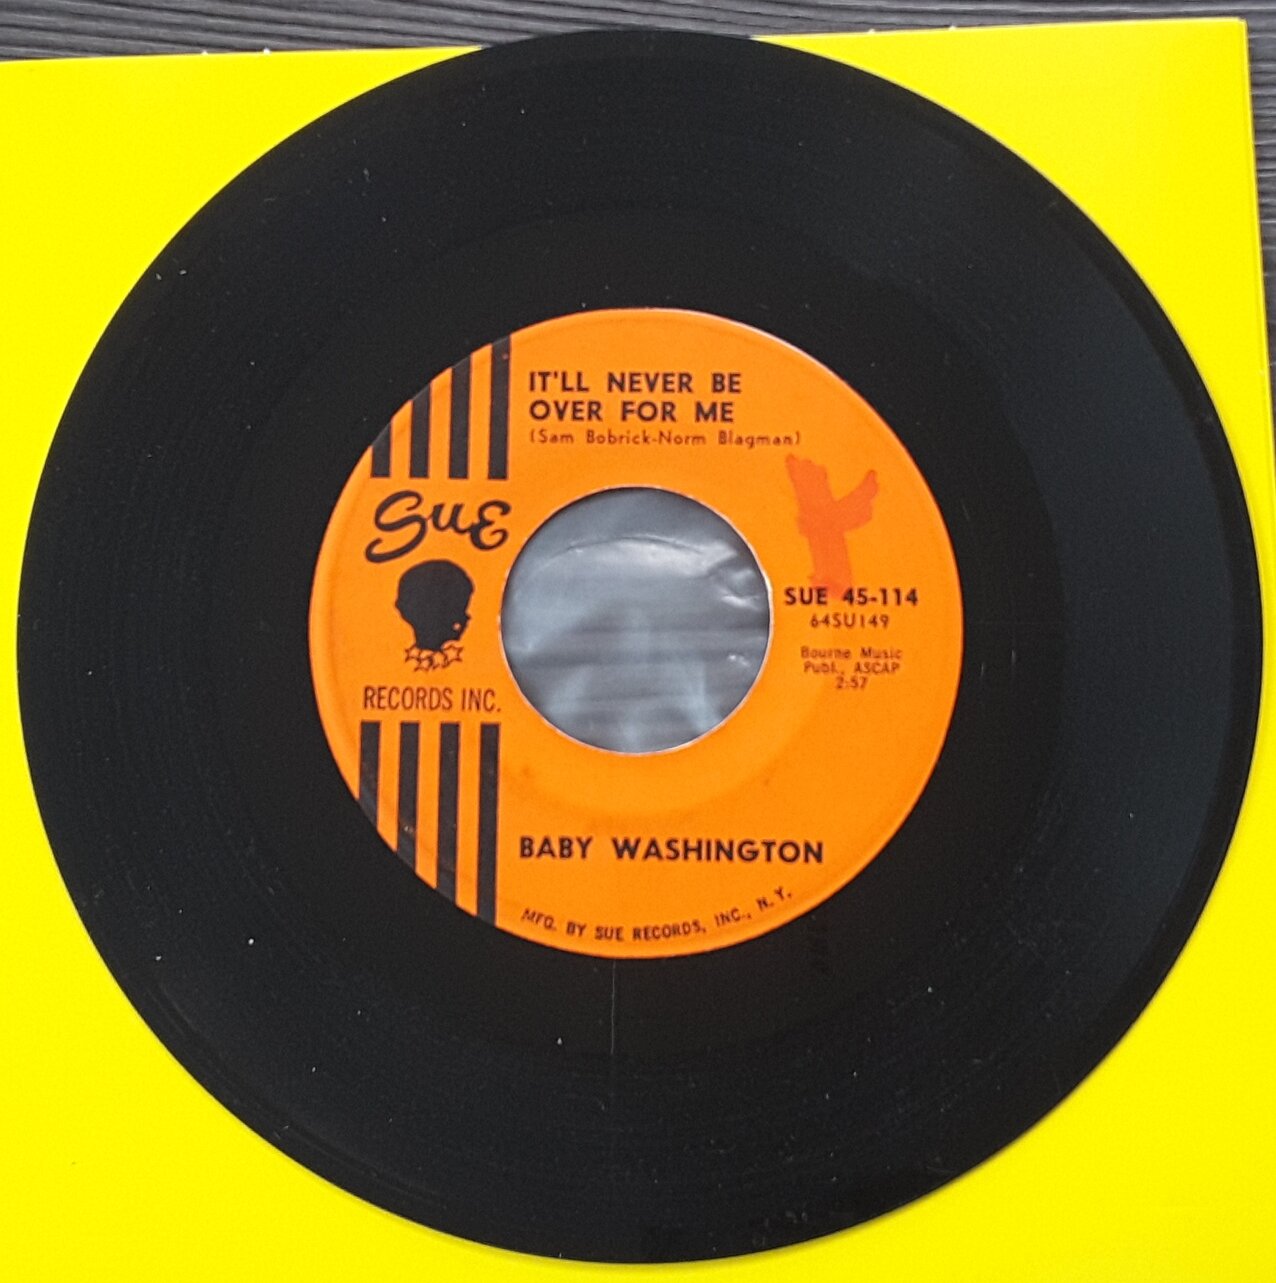 IT'LL NEVER BE
OVER FOR ME
(Sam Bobrick-Norm Blagman)
Sue
RECORDS INC.
SUE 45-114
64SU149
Bourne Music
Publ., ASCAP
2:57
BABY WASHINGTON
MFG. BY SUE RECORDS, INC., N.Y.